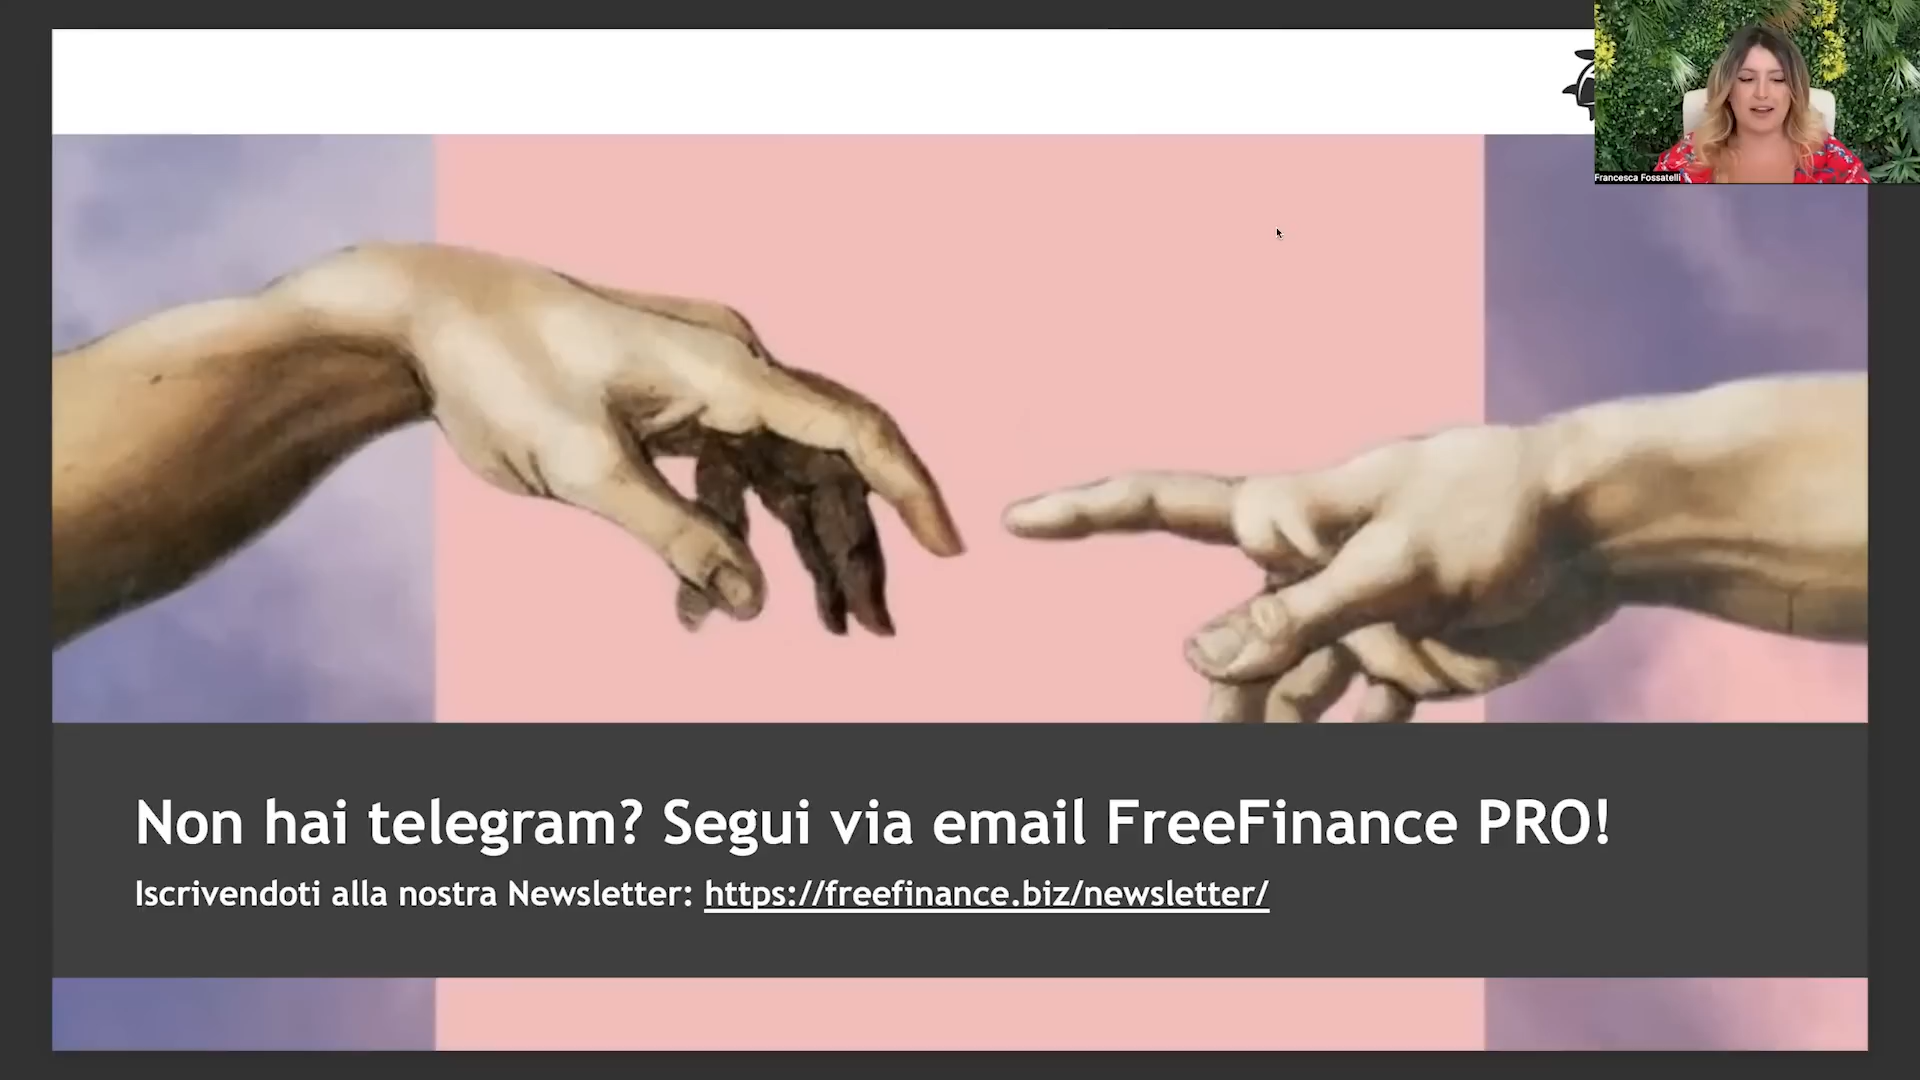 Francesca Fossatelli
Non hai telegram? Segui via email FreeFinance PRO!
Iscrivendoti alla nostra Newsletter: https://freefinance.biz/newsletter/